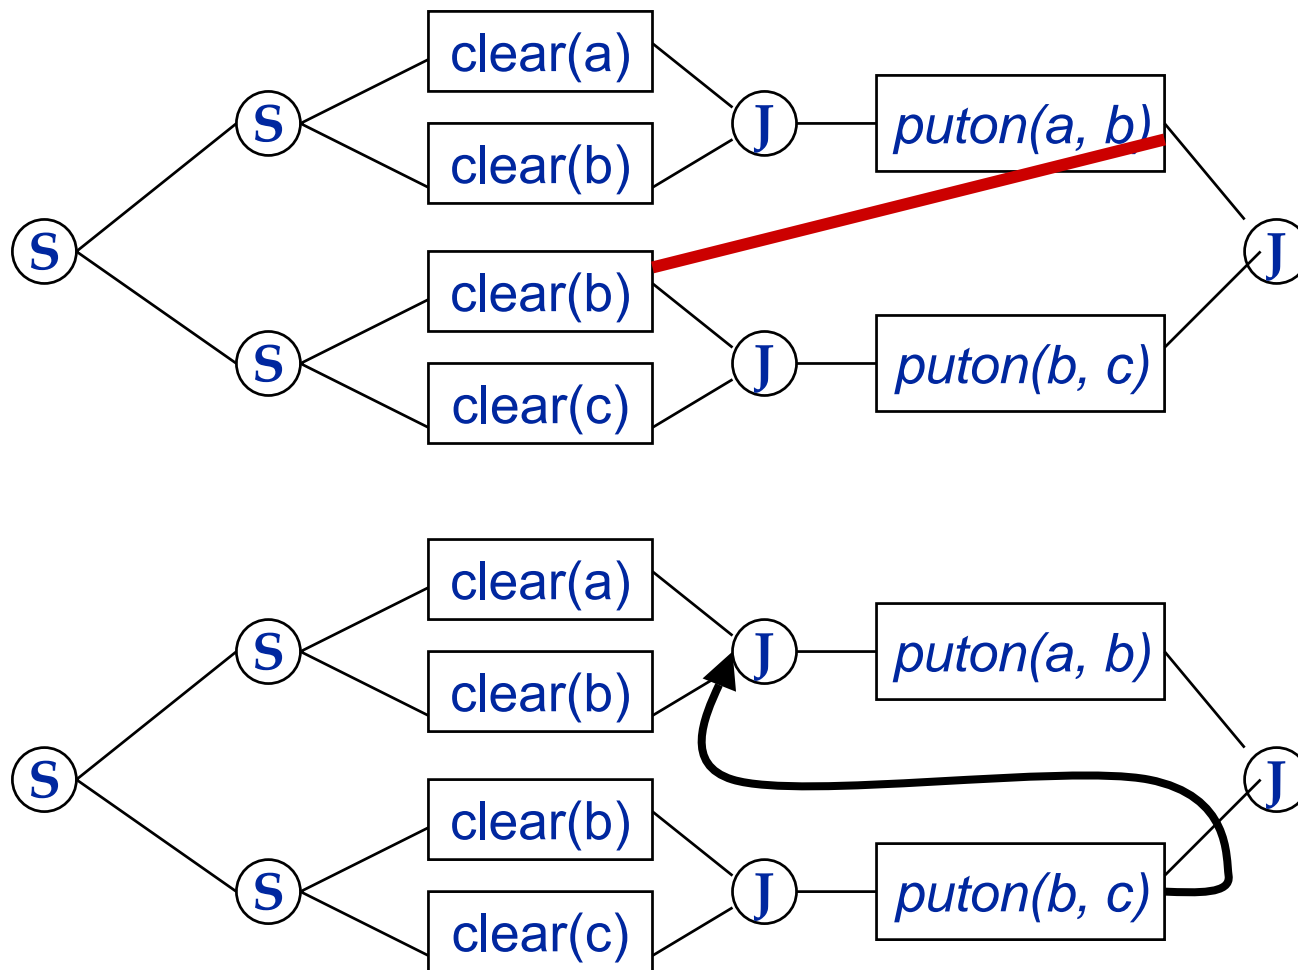 clear(a)
S
J
puton(a, b)
clear(b)
S
J
clear(b)
S
J
puton(b, c)
clear(c)
clear(a)
S
J
puton(a, b)
clear(b)
S
J
clear(b)
S
J
puton(b, c)
clear(c)